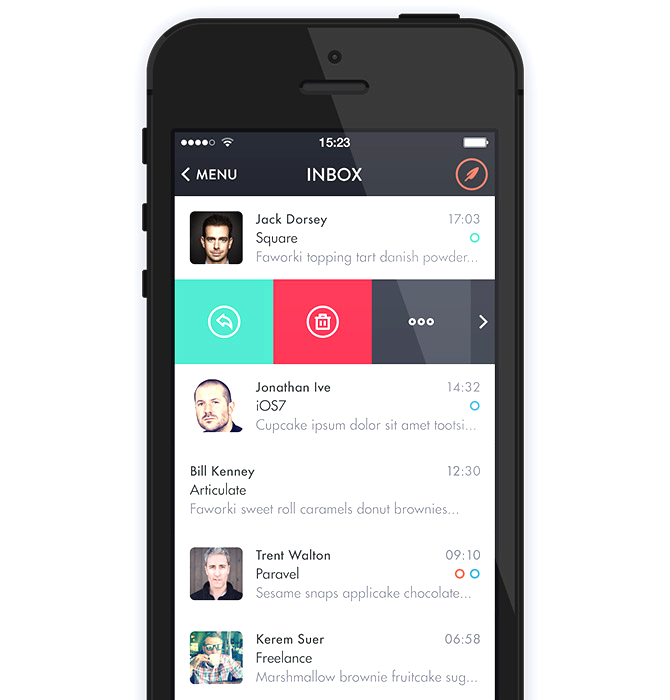 15:23
MENU
INBOX
Jack Dorsey 17:03
Square
Faworki topping tart danish powder...
Jonathan Ive 14:32
iOS7
Cupcake ipsum dolor sit amet tootsi...
Bill Kenney 12:30
Articulate
Faworki sweet roll caramels donut brownies...
Trent Walton 09:10
Paravel
Sesame snaps applicake chocolate...
Kerem Suer 06:58
Freelance
Marshmallow brownie fruitcake sug...